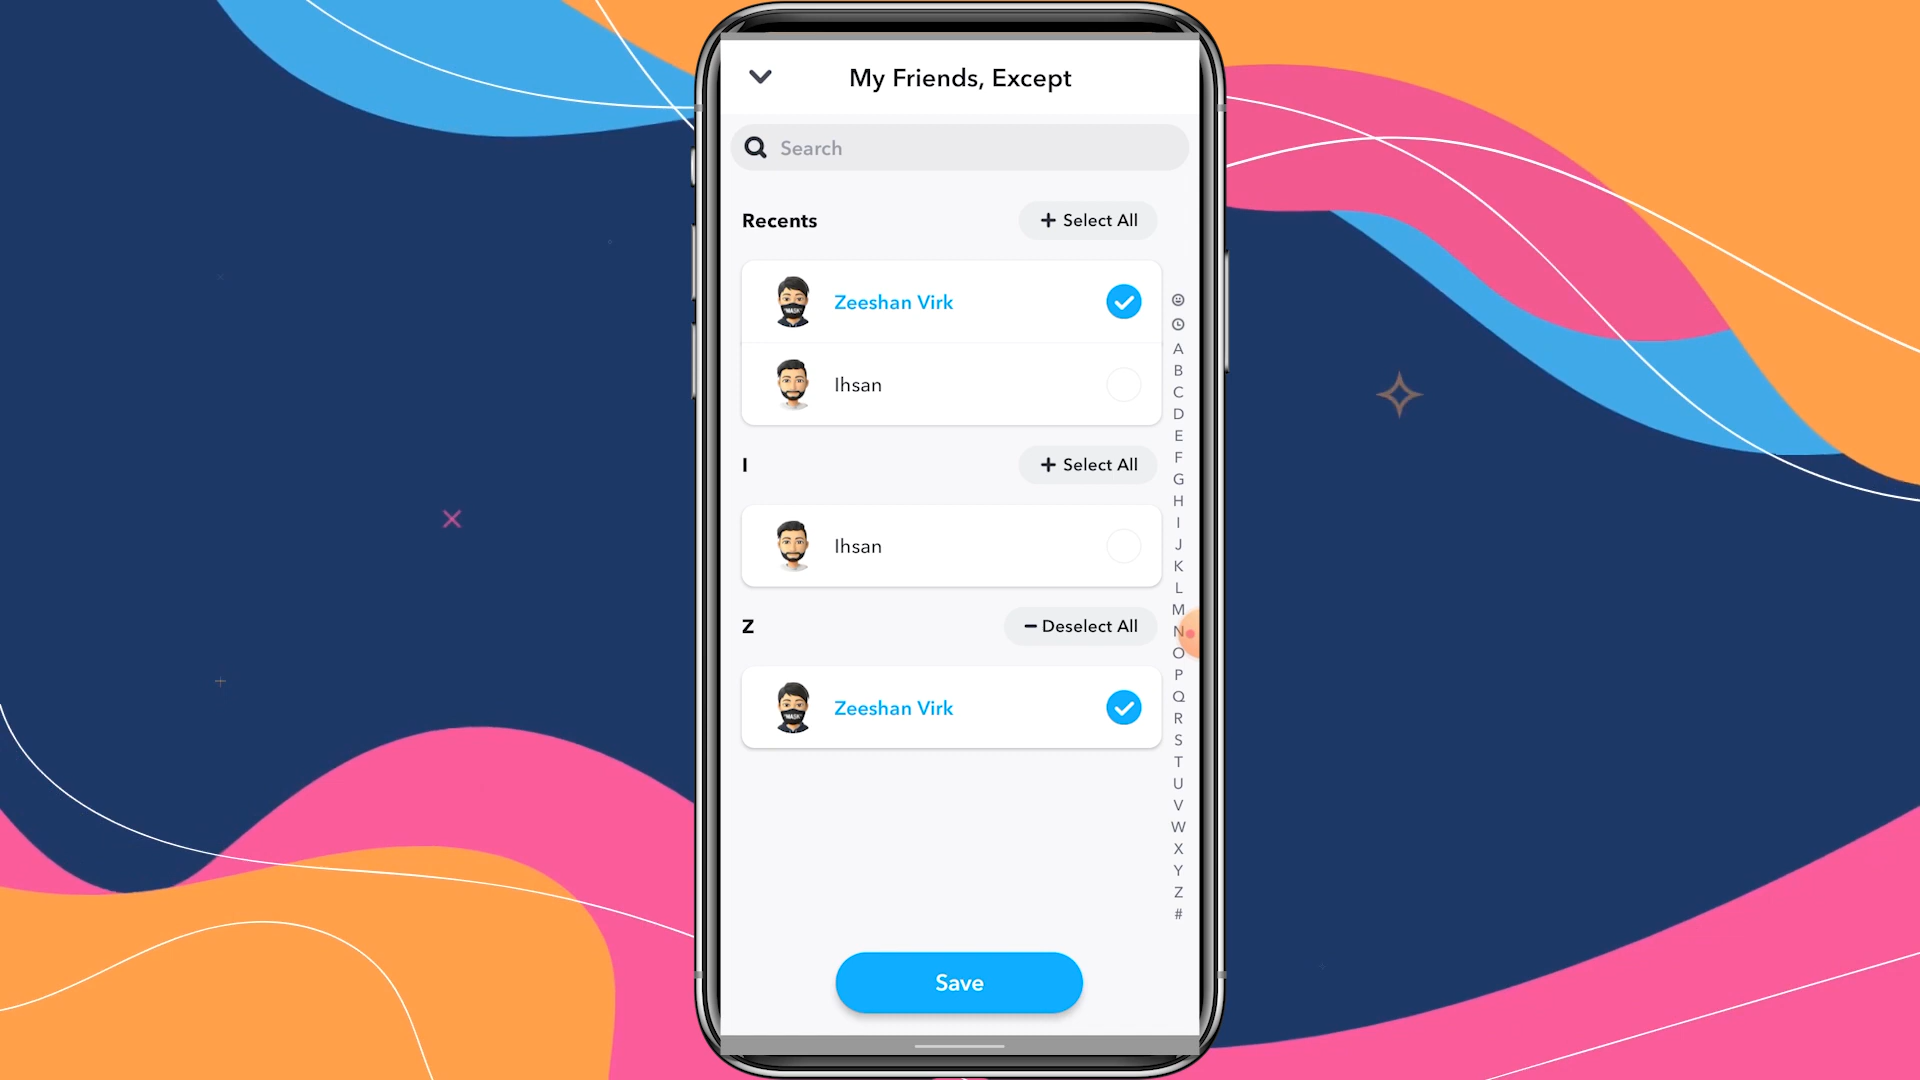 My Friends, Except
Search
Recents
+ Select All
Zeeshan Virk
Ihsan
I
+ Select All
Ihsan
Z
− Deselect All
Zeeshan Virk
A
B
C
D
E
F
G
H
I
J
K
L
M
N
O
P
Q
R
S
T
U
V
W
X
Y
Z
#
Save